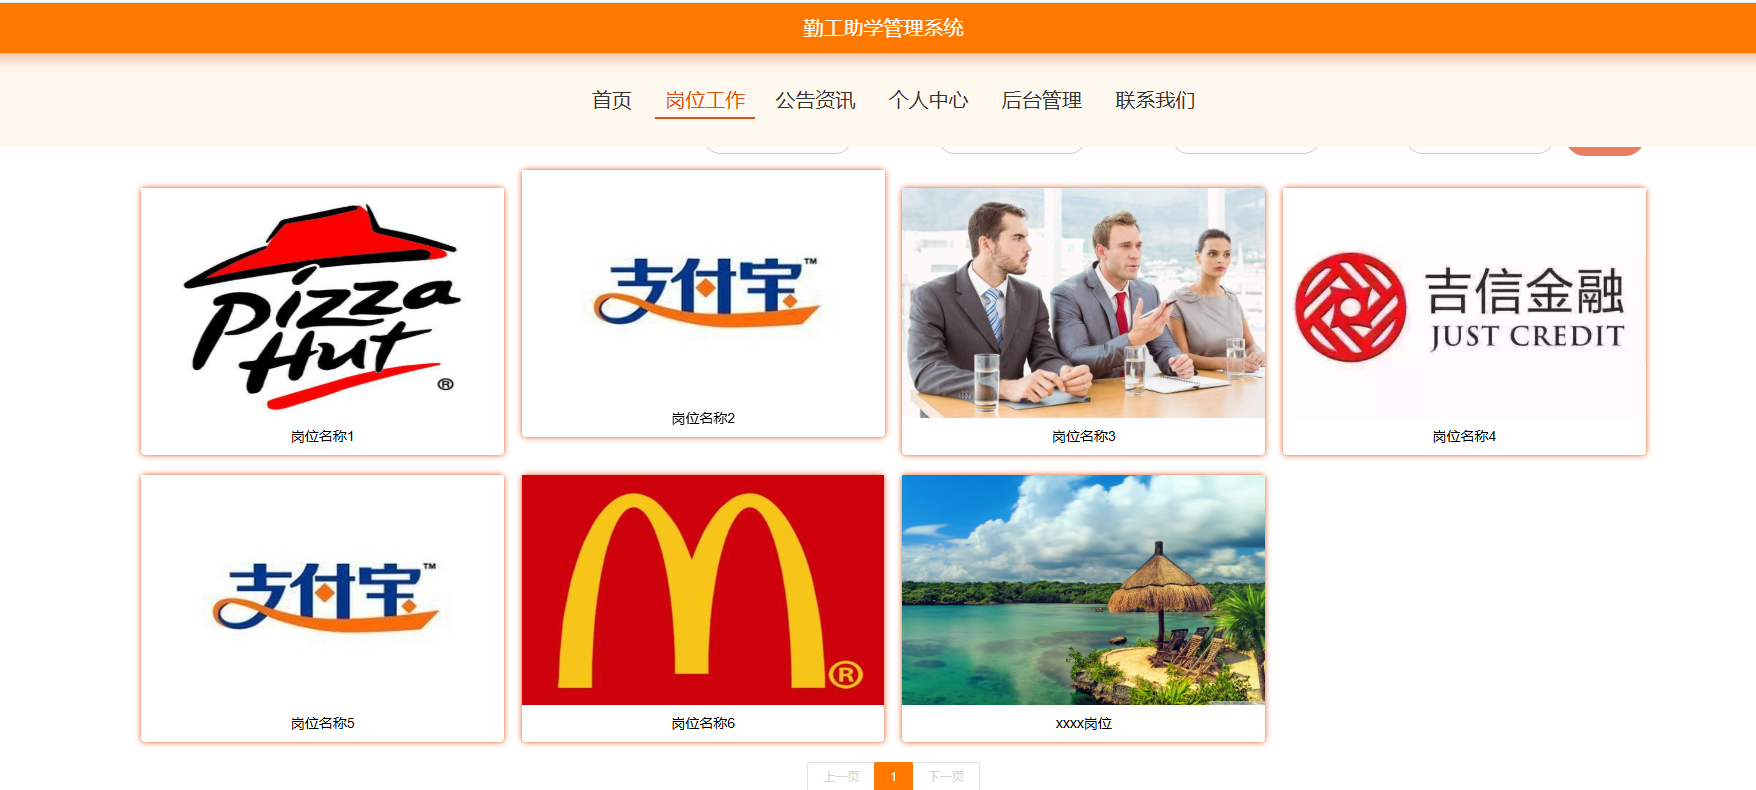 勤工助学管理系统
首页 岗位工作 公告资讯 个人中心 后台管理 联系我们
Pizza Hut ®
岗位名称1
支付宝™
岗位名称2
岗位名称3
吉信金融
JUST CREDIT
岗位名称4
支付宝™
岗位名称5
®
岗位名称6
xxxx岗位
上一页 1 下一页